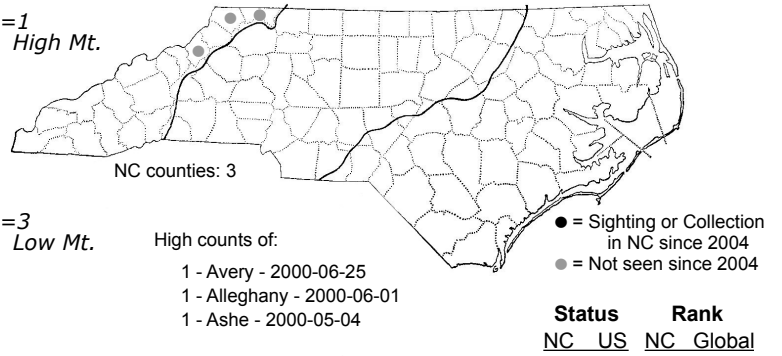 =1
High Mt.
NC counties: 3
=3
Low Mt.
High counts of:
1 - Avery - 2000-06-25
1 - Alleghany - 2000-06-01
1 - Ashe - 2000-05-04
● = Sighting or Collection
in NC since 2004
● = Not seen since 2004
Status Rank
NC US NC Global